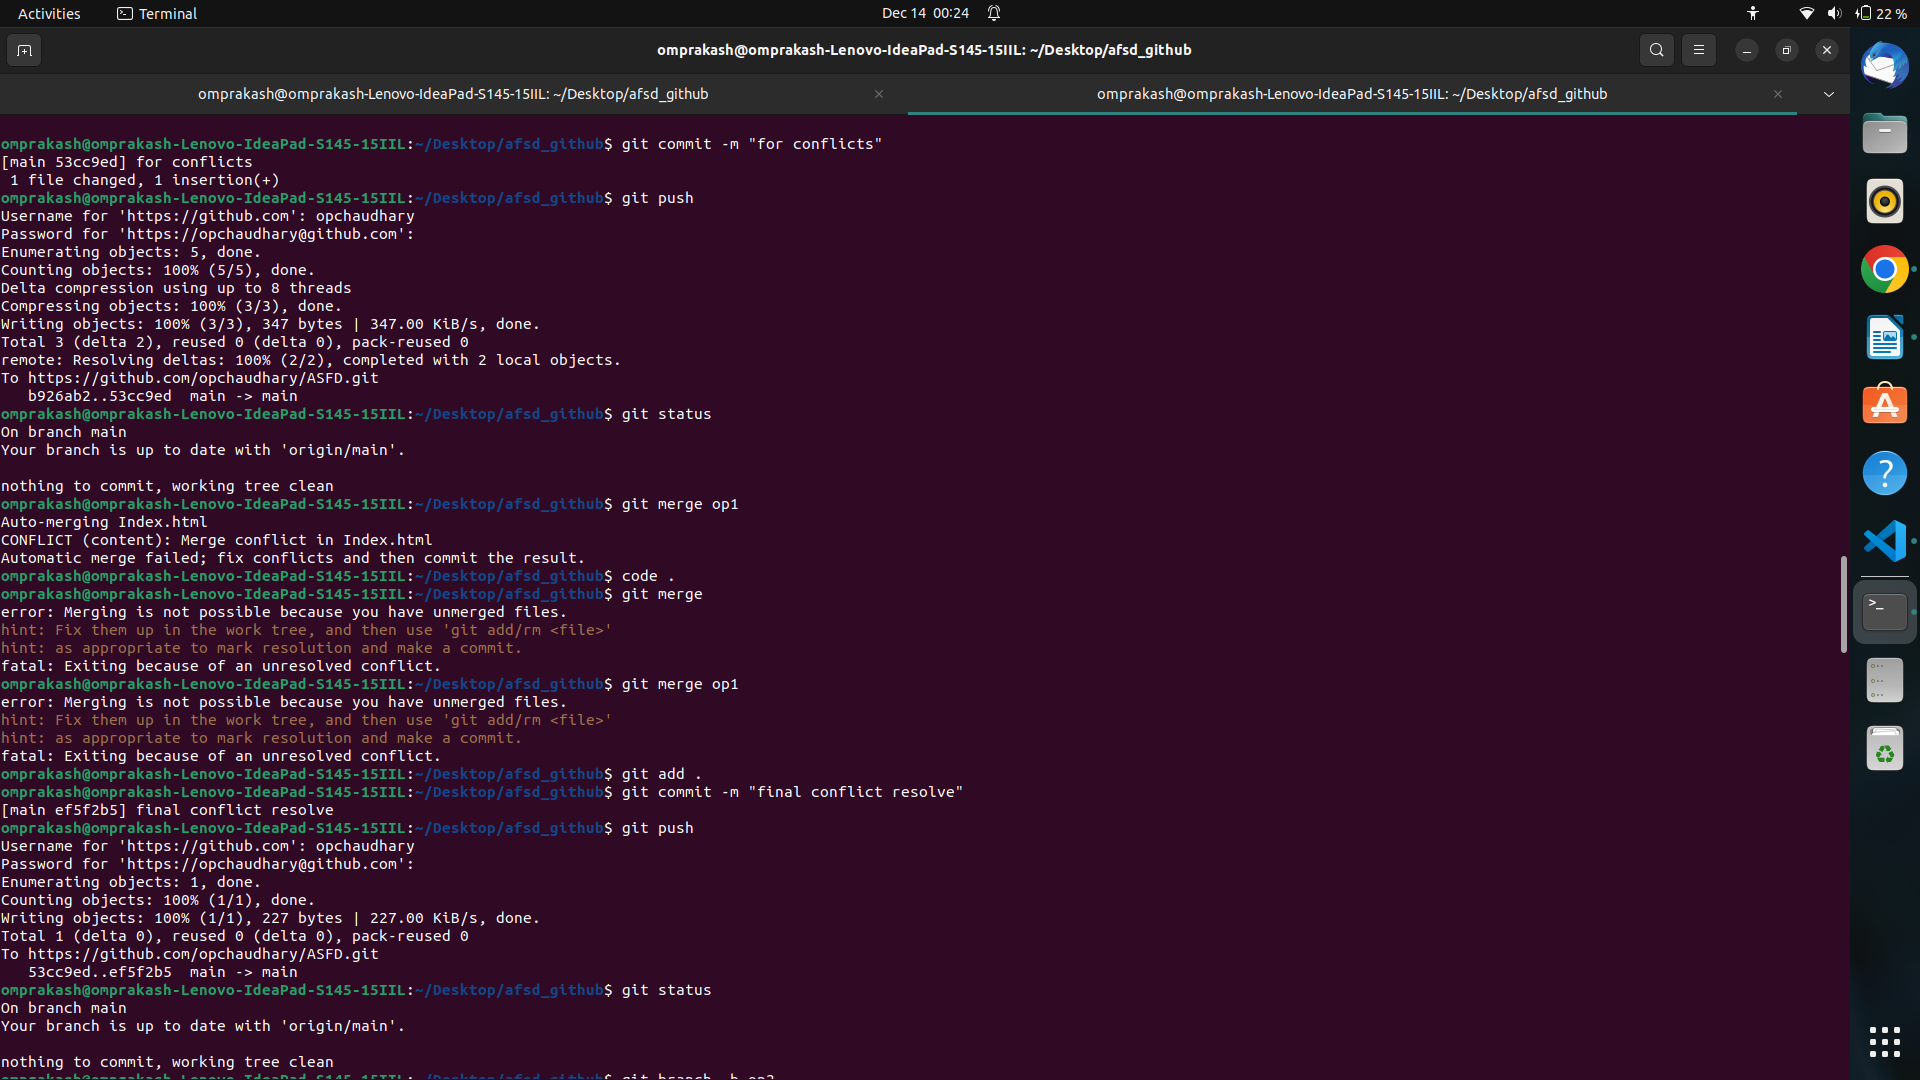 Activities
Terminal
Dec 14 00:24
22 %
omprakash@omprakash-Lenovo-IdeaPad-S145-15IIL: ~/Desktop/afsd_github
omprakash@omprakash-Lenovo-IdeaPad-S145-15IIL: ~/Desktop/afsd_github
omprakash@omprakash-Lenovo-IdeaPad-S145-15IIL: ~/Desktop/afsd_github
omprakash@omprakash-Lenovo-IdeaPad-S145-15IIL:~/Desktop/afsd_github$ git commit -m "for conflicts"
[main 53cc9ed] for conflicts
 1 file changed, 1 insertion(+)
omprakash@omprakash-Lenovo-IdeaPad-S145-15IIL:~/Desktop/afsd_github$ git push
Username for 'https://github.com': opchaudhary
Password for 'https://opchaudhary@github.com':
Enumerating objects: 5, done.
Counting objects: 100% (5/5), done.
Delta compression using up to 8 threads
Compressing objects: 100% (3/3), done.
Writing objects: 100% (3/3), 347 bytes | 347.00 KiB/s, done.
Total 3 (delta 2), reused 0 (delta 0), pack-reused 0
remote: Resolving deltas: 100% (2/2), completed with 2 local objects.
To https://github.com/opchaudhary/ASFD.git
   b926ab2..53cc9ed  main -> main
omprakash@omprakash-Lenovo-IdeaPad-S145-15IIL:~/Desktop/afsd_github$ git status
On branch main
Your branch is up to date with 'origin/main'.
nothing to commit, working tree clean
omprakash@omprakash-Lenovo-IdeaPad-S145-15IIL:~/Desktop/afsd_github$ git merge op1
Auto-merging Index.html
CONFLICT (content): Merge conflict in Index.html
Automatic merge failed; fix conflicts and then commit the result.
omprakash@omprakash-Lenovo-IdeaPad-S145-15IIL:~/Desktop/afsd_github$ code .
omprakash@omprakash-Lenovo-IdeaPad-S145-15IIL:~/Desktop/afsd_github$ git merge
error: Merging is not possible because you have unmerged files.
hint: Fix them up in the work tree, and then use 'git add/rm <file>'
hint: as appropriate to mark resolution and make a commit.
fatal: Exiting because of an unresolved conflict.
omprakash@omprakash-Lenovo-IdeaPad-S145-15IIL:~/Desktop/afsd_github$ git merge op1
error: Merging is not possible because you have unmerged files.
hint: Fix them up in the work tree, and then use 'git add/rm <file>'
hint: as appropriate to mark resolution and make a commit.
fatal: Exiting because of an unresolved conflict.
omprakash@omprakash-Lenovo-IdeaPad-S145-15IIL:~/Desktop/afsd_github$ git add .
omprakash@omprakash-Lenovo-IdeaPad-S145-15IIL:~/Desktop/afsd_github$ git commit -m "final conflict resolve"
[main ef5f2b5] final conflict resolve
omprakash@omprakash-Lenovo-IdeaPad-S145-15IIL:~/Desktop/afsd_github$ git push
Username for 'https://github.com': opchaudhary
Password for 'https://opchaudhary@github.com':
Enumerating objects: 1, done.
Counting objects: 100% (1/1), done.
Writing objects: 100% (1/1), 227 bytes | 227.00 KiB/s, done.
Total 1 (delta 0), reused 0 (delta 0), pack-reused 0
To https://github.com/opchaudhary/ASFD.git
   53cc9ed..ef5f2b5  main -> main
omprakash@omprakash-Lenovo-IdeaPad-S145-15IIL:~/Desktop/afsd_github$ git status
On branch main
Your branch is up to date with 'origin/main'.
nothing to commit, working tree clean
omprakash@omprakash-Lenovo-IdeaPad-S145-15IIL:~/Desktop/afsd_github$ git branch